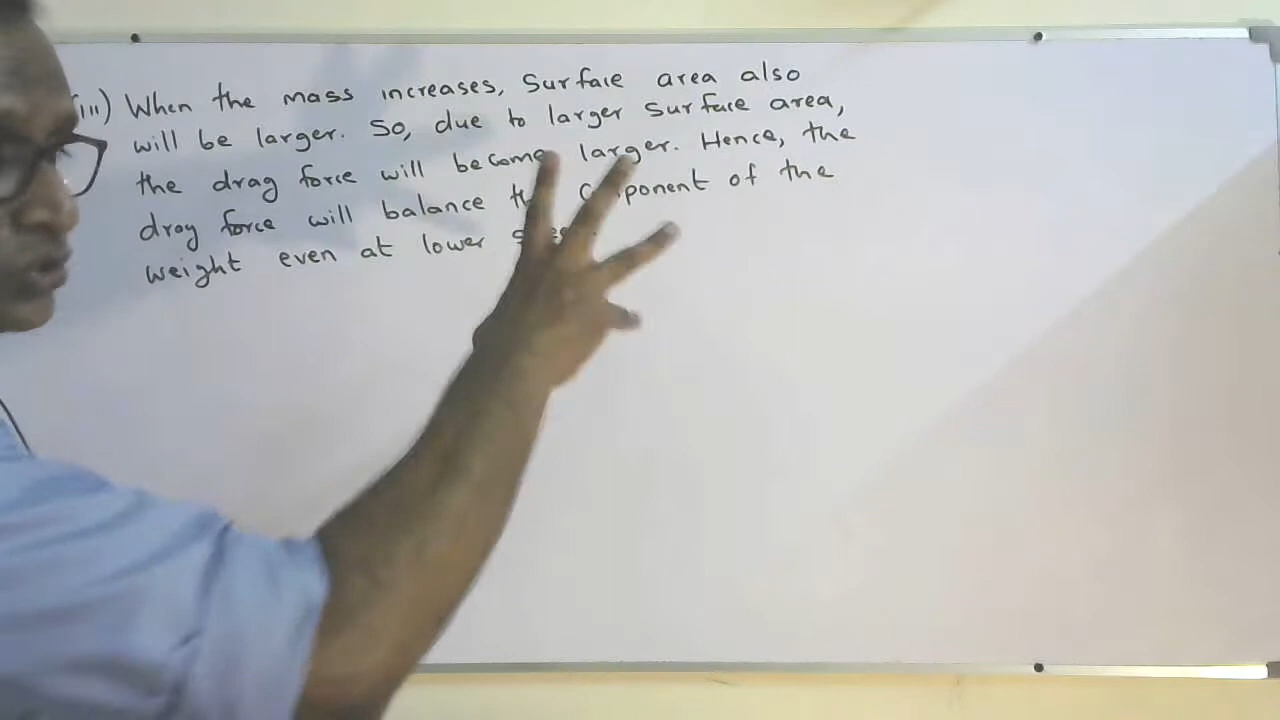 (iii) When the mass increases, Surface area also
will be larger. So, due to larger surface area,
the drag force will become larger. Hence, the
drag force will balance the component of the
weight even at lower